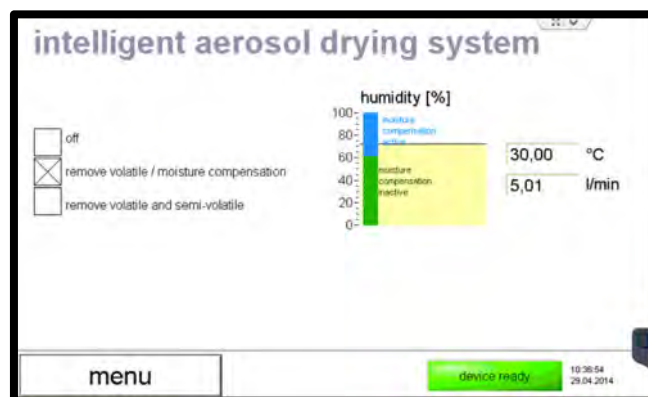 intelligent aerosol drying system
humidity [%]
100
80
60
40
20
0
moisture
compensation
active
moisture
compensation
inactive
off
remove volatile / moisture compensation
remove volatile and semi-volatile
30,00 °C
5,01 l/min
menu
device ready
10:36:54
29.04.2014